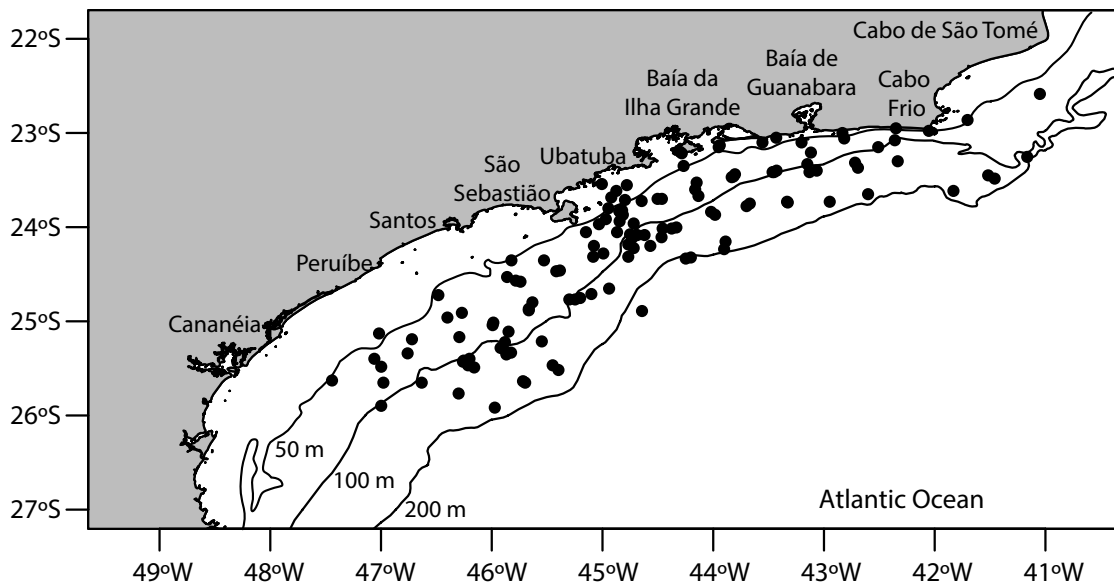 22ºS
23ºS
24ºS
25ºS
26ºS
27ºS
Cabo de São Tomé
Baía de
Guanabara
Cabo
Frio
Baía da
Ilha Grande
Ubatuba
São
Sebastião
Santos
Peruíbe
Cananéia
50 m
100 m
200 m
Atlantic Ocean
49ºW
48ºW
47ºW
46ºW
45ºW
44ºW
43ºW
42ºW
41ºW